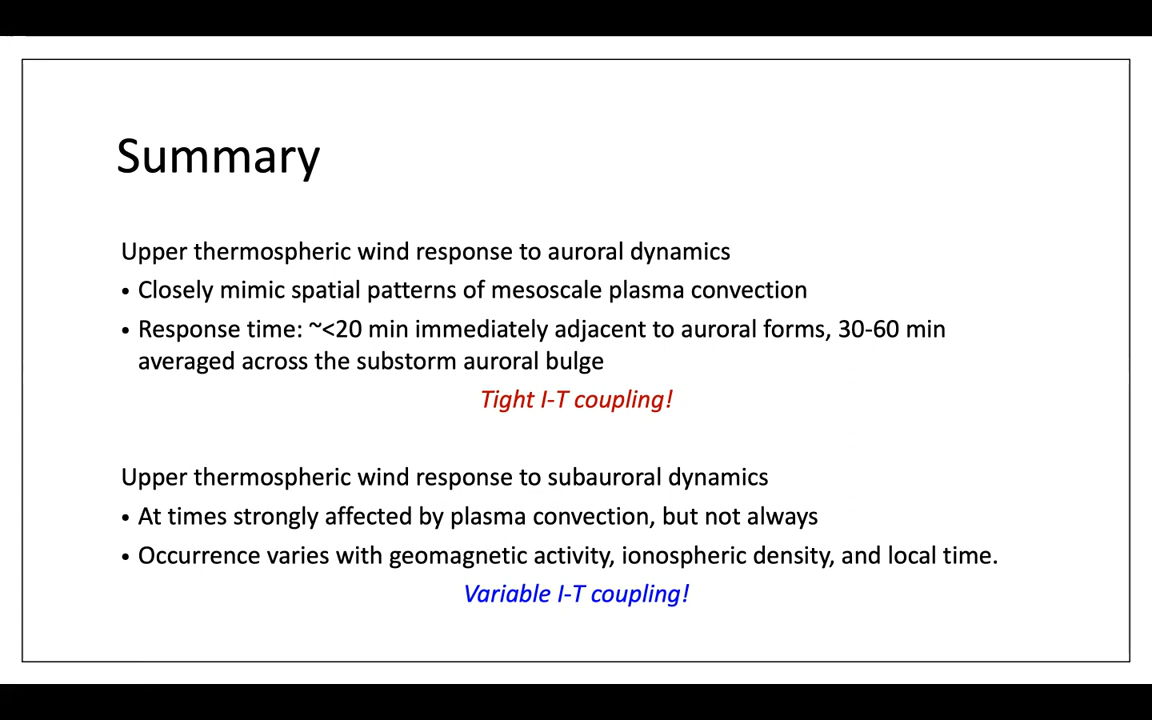 Summary
Upper thermospheric wind response to auroral dynamics
• Closely mimic spatial patterns of mesoscale plasma convection
• Response time: ~<20 min immediately adjacent to auroral forms, 30-60 min
averaged across the substorm auroral bulge
Tight I-T coupling!
Upper thermospheric wind response to subauroral dynamics
• At times strongly affected by plasma convection, but not always
• Occurrence varies with geomagnetic activity, ionospheric density, and local time.
Variable I-T coupling!